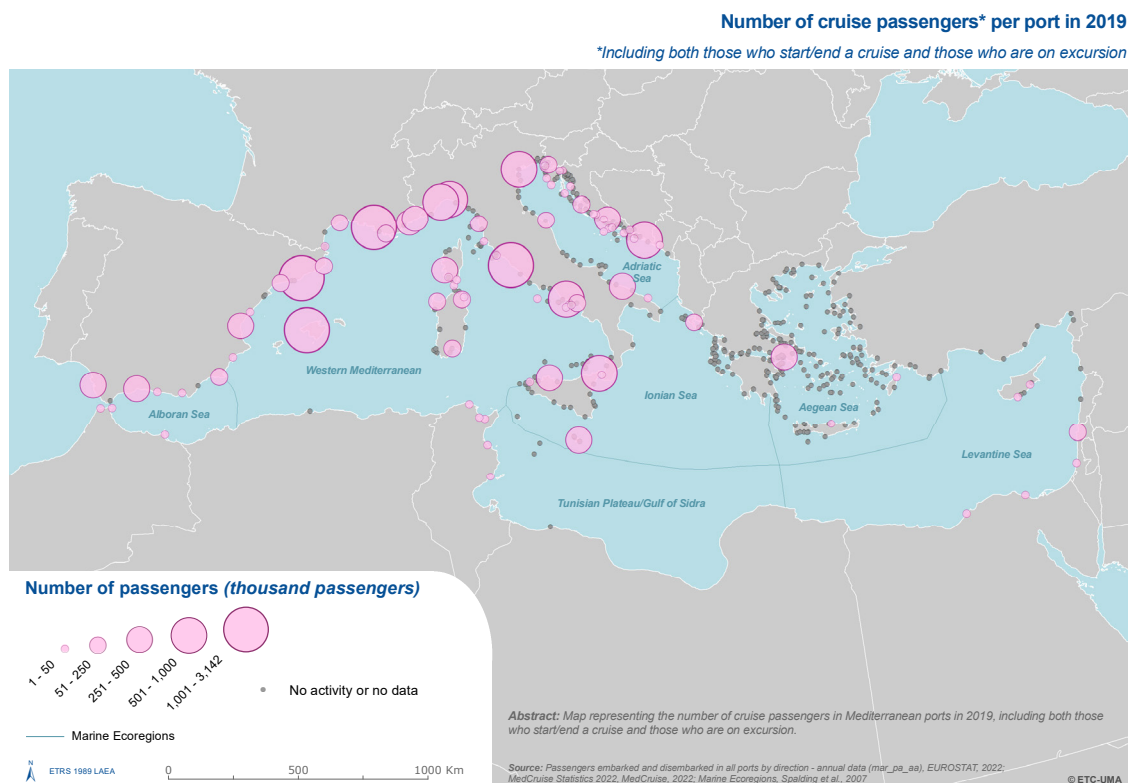 Number of cruise passengers* per port in 2019
*Including both those who start/end a cruise and those who are on excursion
Adriatic
Sea
Western Mediterranean
Ionian Sea
Alboran Sea
Aegean Sea
Levantine Sea
Tunisian Plateau/Gulf of Sidra
Number of passengers (thousand passengers)
1 - 50
51 - 250
251 - 500
501 - 1,000
1,001 - 3,142
No activity or no data
Marine Ecoregions
N
ETRS 1989 LAEA
0 500 1000 Km
Abstract: Map representing the number of cruise passengers in Mediterranean ports in 2019, including both those
who start/end a cruise and those who are on excursion.
Source: Passengers embarked and disembarked in all ports by direction - annual data (mar_pa_aa), EUROSTAT, 2022;
MedCruise Statistics 2022, MedCruise, 2022; Marine Ecoregions, Spalding et al., 2007
© ETC-UMA